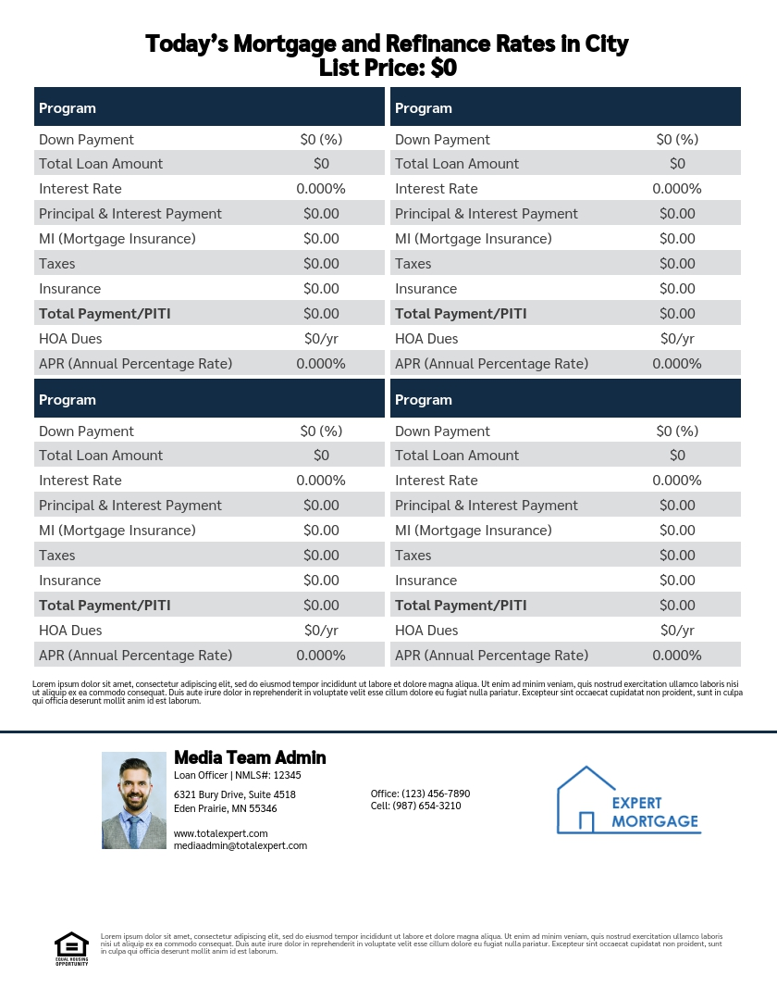 Today's Mortgage and Refinance Rates in City
List Price: $0
Program
Down Payment $0 (%)
Total Loan Amount $0
Interest Rate 0.000%
Principal & Interest Payment $0.00
MI (Mortgage Insurance) $0.00
Taxes $0.00
Insurance $0.00
Total Payment/PITI $0.00
HOA Dues $0/yr
APR (Annual Percentage Rate) 0.000%
Program
Down Payment $0 (%)
Total Loan Amount $0
Interest Rate 0.000%
Principal & Interest Payment $0.00
MI (Mortgage Insurance) $0.00
Taxes $0.00
Insurance $0.00
Total Payment/PITI $0.00
HOA Dues $0/yr
APR (Annual Percentage Rate) 0.000%
Program
Down Payment $0 (%)
Total Loan Amount $0
Interest Rate 0.000%
Principal & Interest Payment $0.00
MI (Mortgage Insurance) $0.00
Taxes $0.00
Insurance $0.00
Total Payment/PITI $0.00
HOA Dues $0/yr
APR (Annual Percentage Rate) 0.000%
Program
Down Payment $0 (%)
Total Loan Amount $0
Interest Rate 0.000%
Principal & Interest Payment $0.00
MI (Mortgage Insurance) $0.00
Taxes $0.00
Insurance $0.00
Total Payment/PITI $0.00
HOA Dues $0/yr
APR (Annual Percentage Rate) 0.000%
Lorem ipsum dolor sit amet, consectetur adipiscing elit, sed do eiusmod tempor incididunt ut labore et dolore magna aliqua. Ut enim ad minim veniam, quis nostrud exercitation ullamco laboris nisi
ut aliquip ex ea commodo consequat. Duis aute irure dolor in reprehenderit in voluptate velit esse cillum dolore eu fugiat nulla pariatur. Excepteur sint occaecat cupidatat non proident, sunt in culpa
qui officia deserunt mollit anim id est laborum.
Media Team Admin
Loan Officer | NMLS#: 12345
6321 Bury Drive, Suite 4518
Eden Prairie, MN 55346
www.totalexpert.com
mediaadmin@totalexpert.com
Office: (123) 456-7890
Cell: (987) 654-3210
EXPERT
MORTGAGE
EQUAL HOUSING
OPPORTUNITY
Lorem ipsum dolor sit amet, consectetur adipiscing elit, sed do eiusmod tempor incididunt ut labore et dolore magna aliqua. Ut enim ad minim veniam, quis nostrud exercitation ullamco laboris
nisi ut aliquip ex ea commodo consequat. Duis aute irure dolor in reprehenderit in voluptate velit esse cillum dolore eu fugiat nulla pariatur. Excepteur sint occaecat cupidatat non proident, sunt
in culpa qui officia deserunt mollit anim id est laborum.